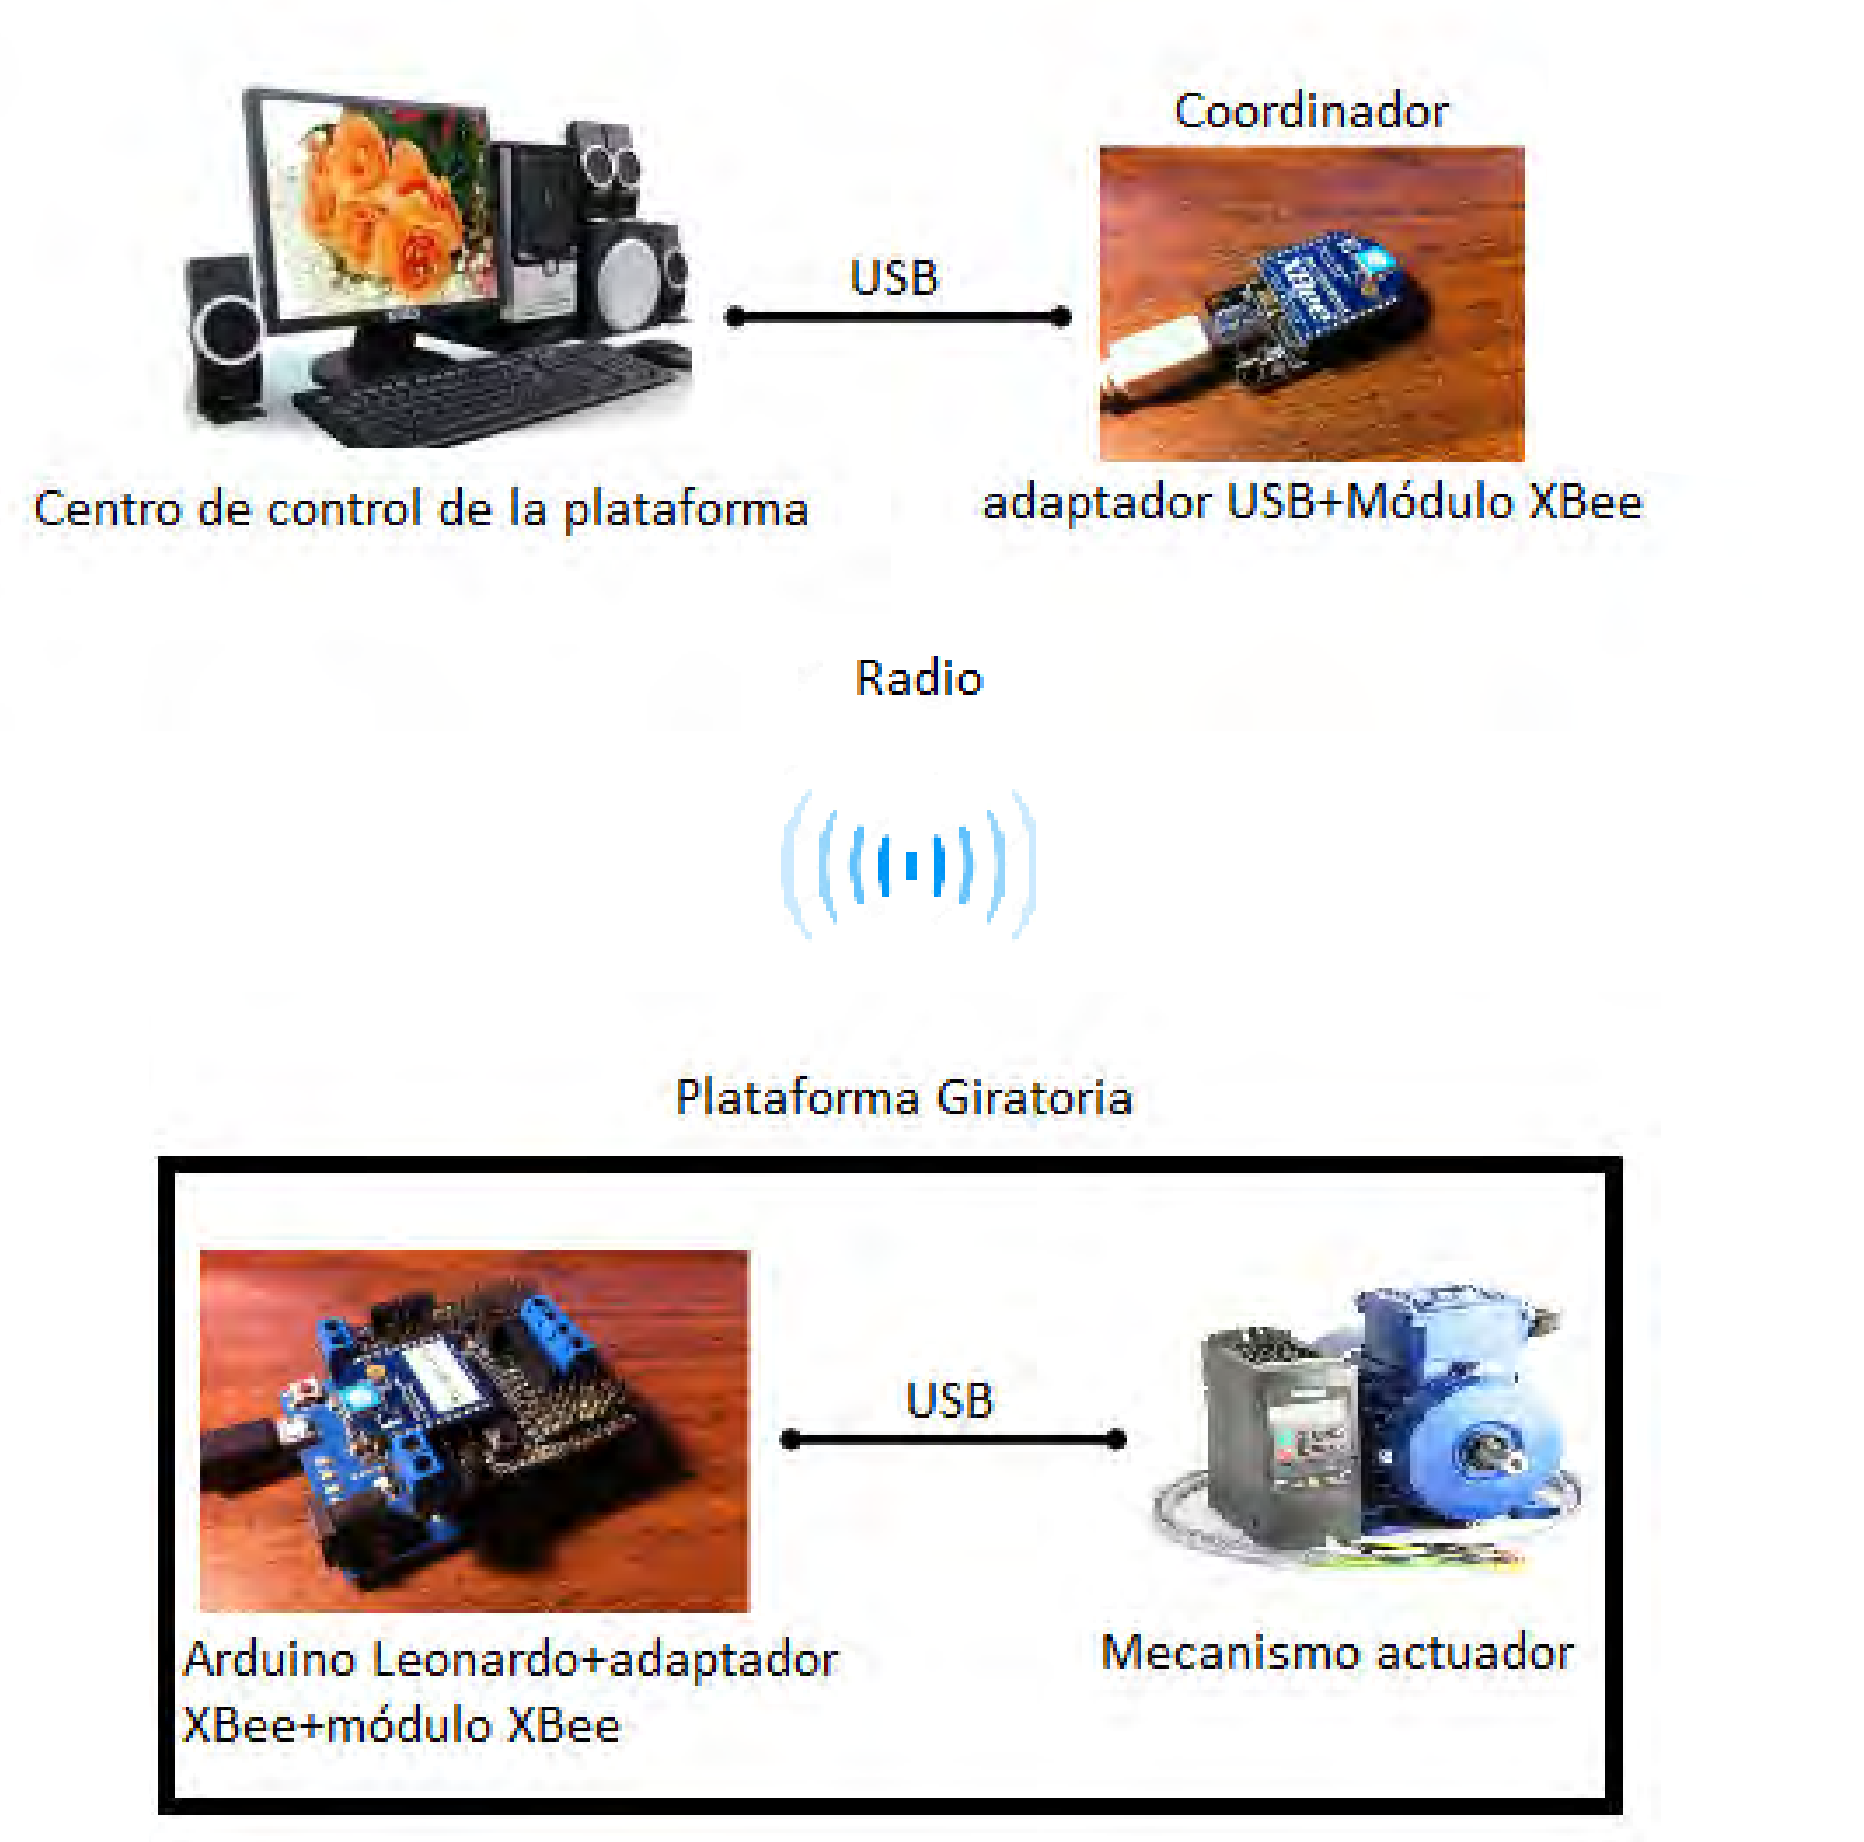 Coordinador
USB
Centro de control de la plataforma
adaptador USB+Módulo XBee
Radio
Plataforma Giratoria
USB
Arduino Leonardo+adaptador
XBee+módulo XBee
Mecanismo actuador